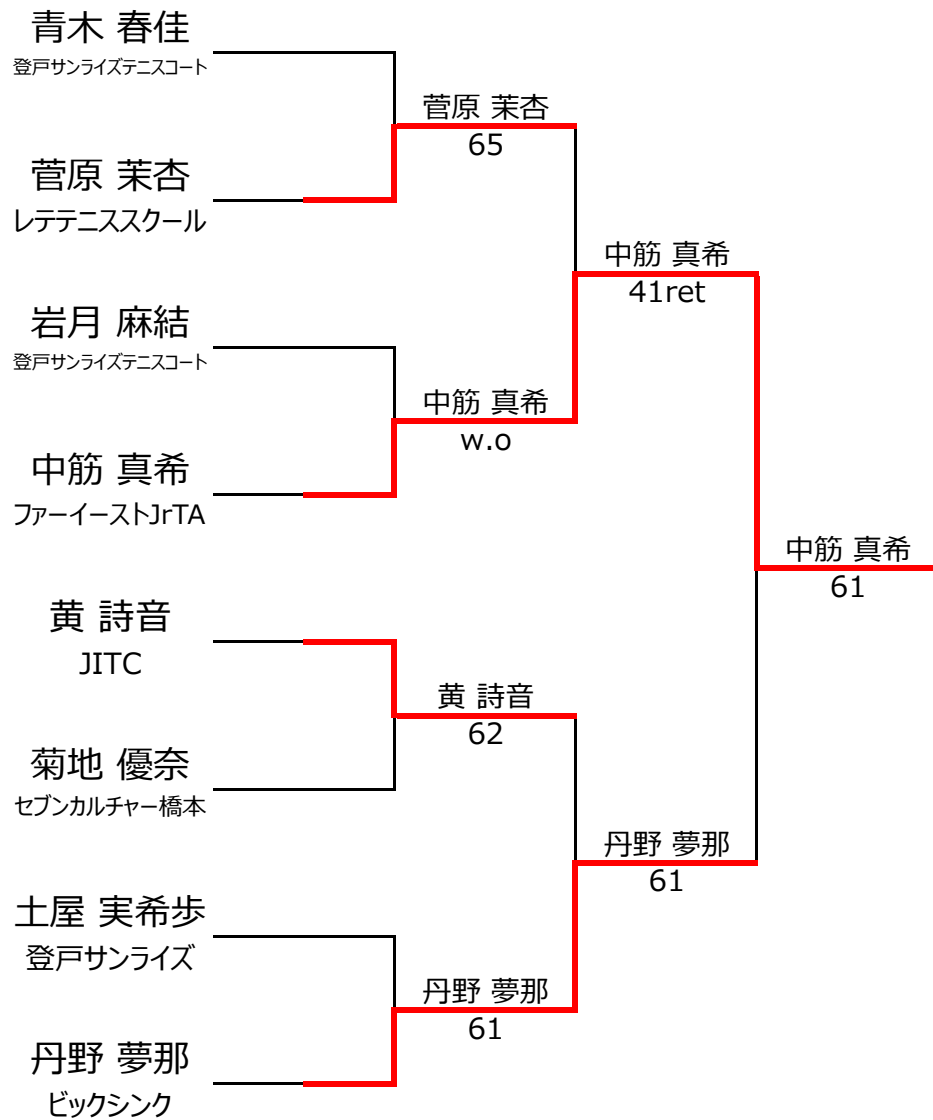 青木 春佳
登戸サンライズテニスコート
菅原 茉杏
65
菅原 茉杏
レテテニススクール
中筋 真希
41ret
岩月 麻結
登戸サンライズテニスコート
中筋 真希
w.o
中筋 真希
ファーイーストJrTA
中筋 真希
61
黄 詩音
JITC
黄 詩音
62
菊地 優奈
セブンカルチャー橋本
丹野 夢那
61
土屋 実希歩
登戸サンライズ
丹野 夢那
61
丹野 夢那
ビックシンク